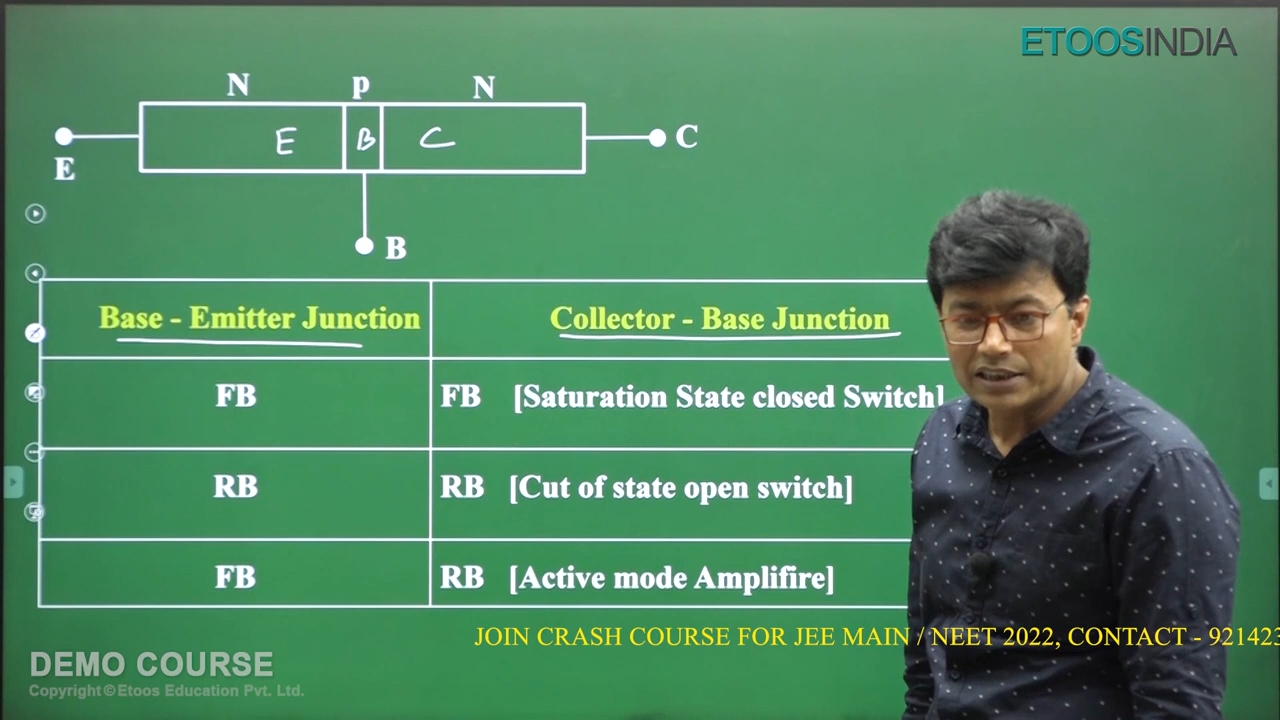 ETOOSINDIA
N p N
E B C
E C
B
Base - Emitter Junction Collector - Base Junction
FB FB [Saturation State closed Switch]
RB RB [Cut of state open switch]
FB RB [Active mode Amplifire]
JOIN CRASH COURSE FOR JEE MAIN / NEET 2022, CONTACT - 921423
DEMO COURSE
Copyright © Etoos Education Pvt. Ltd.